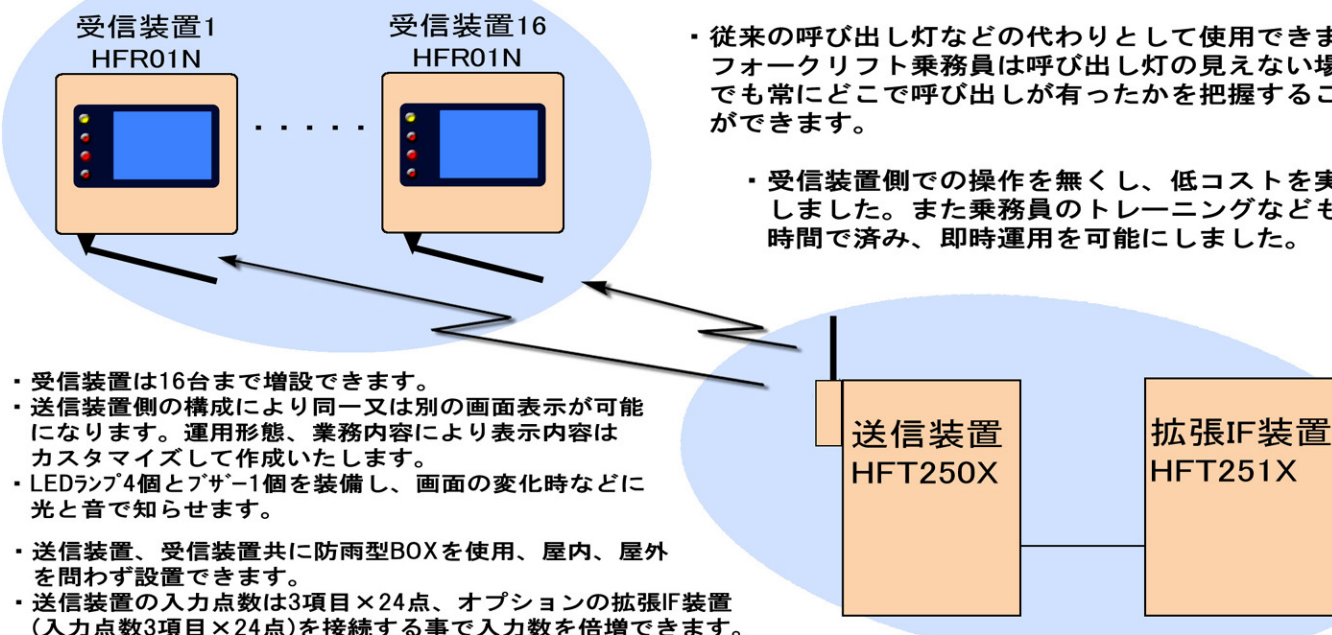 受信装置1
HFR01N
受信装置16
HFR01N
・・・・・
・従来の呼び出し灯などの代わりとして使用できま
フォークリフト乗務員は呼び出し灯の見えない場
でも常にどこで呼び出しが有ったかを把握するこ
ができます。
・受信装置側での操作を無くし、低コストを実
しました。また乗務員のトレーニングなども
時間で済み、即時運用を可能にしました。
・受信装置は16台まで増設できます。
・送信装置側の構成により同一又は別の画面表示が可能
になります。運用形態、業務内容により表示内容は
カスタマイズして作成いたします。
・LEDﾗﾝﾌﾟ4個とﾌﾞｻﾞｰ1個を装備し、画面の変化時などに
光と音で知らせます。
・送信装置、受信装置共に防雨型BOXを使用、屋内、屋外
を問わず設置できます。
・送信装置の入力点数は3項目×24点、オプションの拡張IF装置
(入力点数3項目×24点)を接続する事で入力数を倍増できます。
送信装置
HFT250X
拡張IF装置
HFT251X